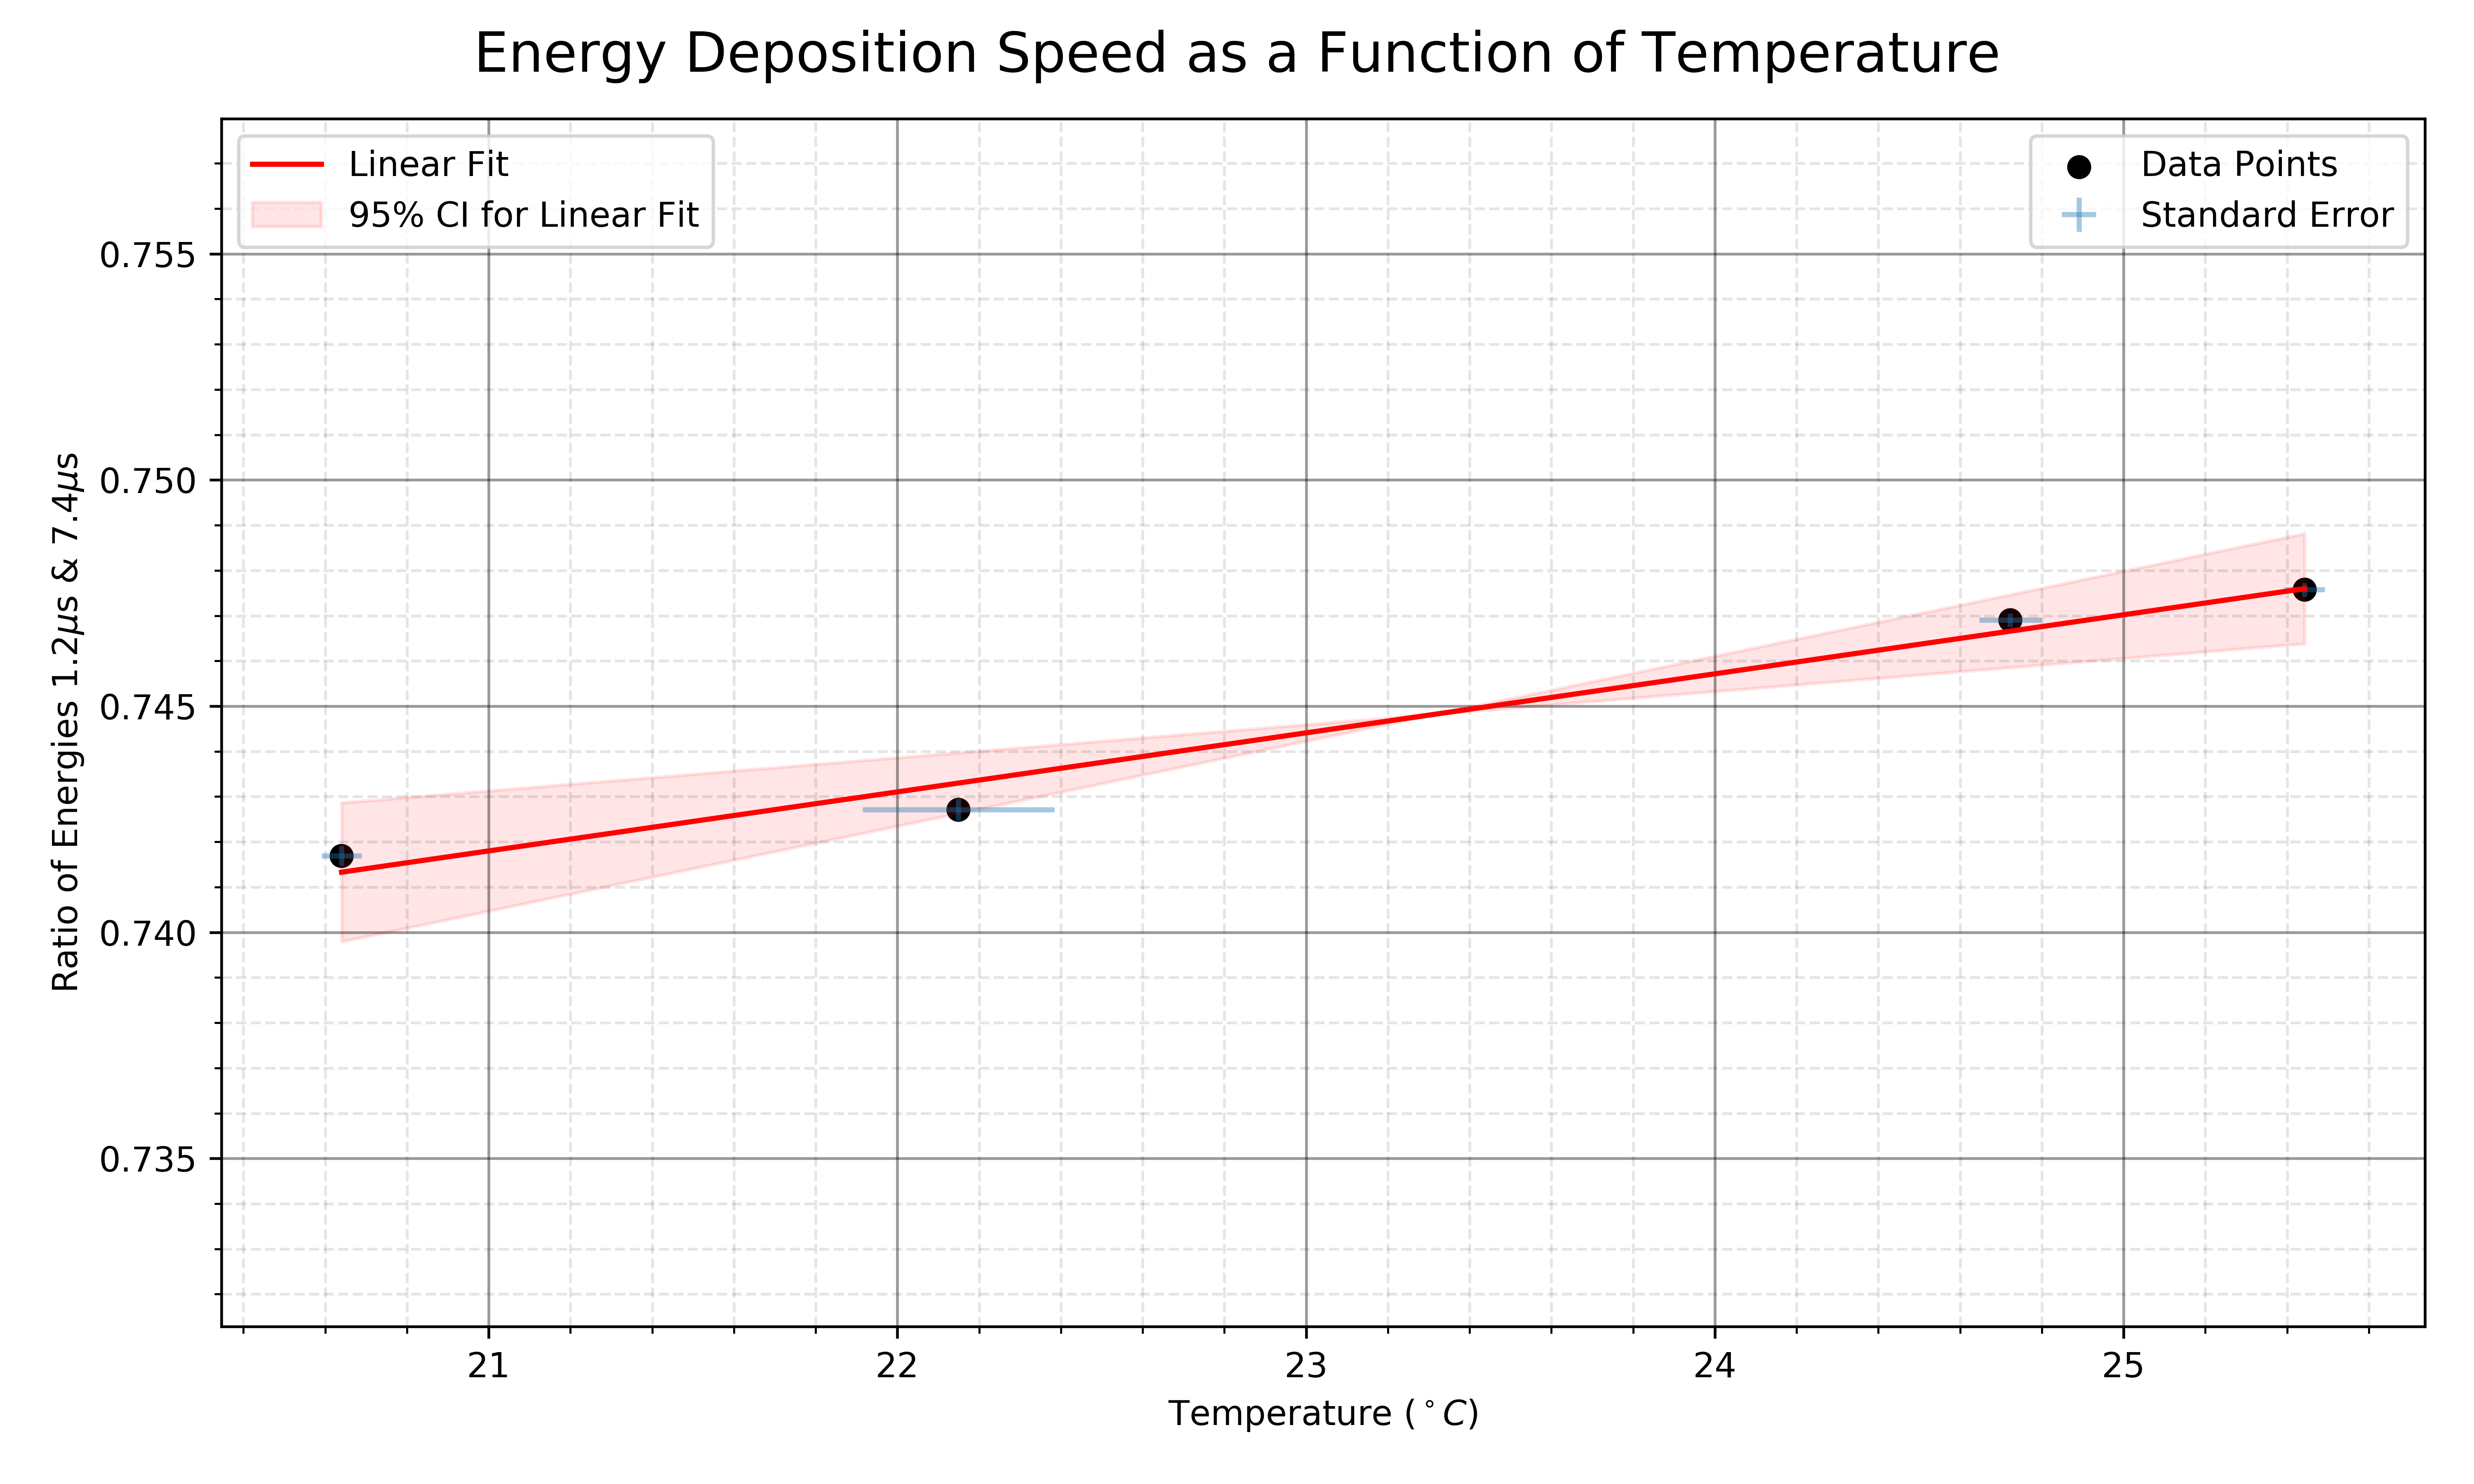 Energy Deposition Speed as a Function of Temperature
Linear Fit
95% CI for Linear Fit
Data Points
Standard Error
Ratio of Energies 1.2μs & 7.4μs
0.755
0.750
0.745
0.740
0.735
21 22 23 24 25
Temperature (°C)